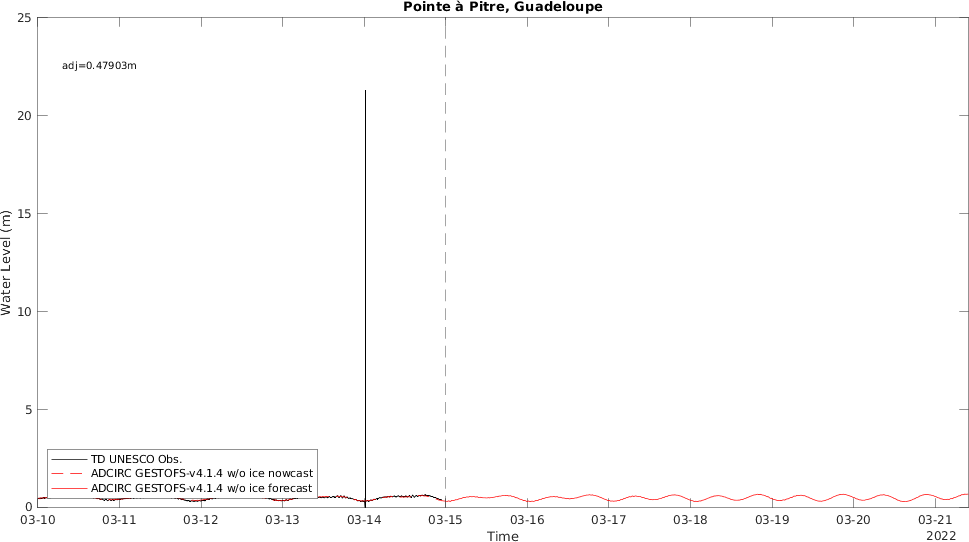 Pointe à Pitre, Guadeloupe
25
adj=0.47903m
20
15
Water Level (m)
10
5
TD UNESCO Obs.
ADCIRC GESTOFS-v4.1.4 w/o ice nowcast
ADCIRC GESTOFS-v4.1.4 w/o ice forecast
0
03-10 03-11 03-12 03-13 03-14 03-15 03-16 03-17 03-18 03-19 03-20 03-21
Time
2022